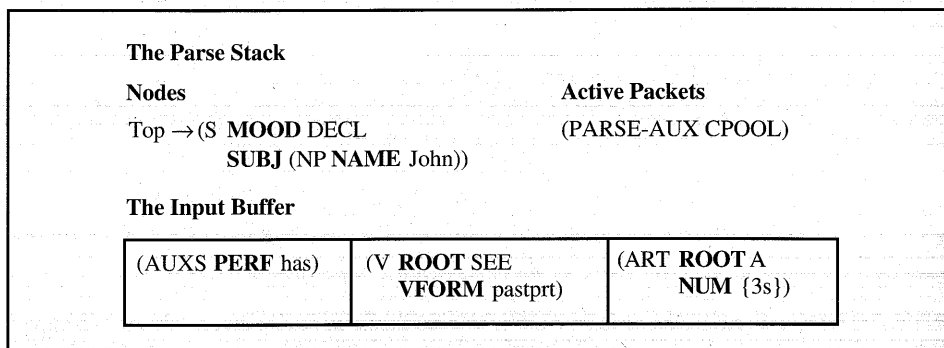 The Parse Stack
Nodes Active Packets
Top → (S MOOD DECL (PARSE-AUX CPOOL)
SUBJ (NP NAME John))
The Input Buffer
(AUXS PERF has) (V ROOT SEE (ART ROOT A
VFORM pastprt) NUM {3s})